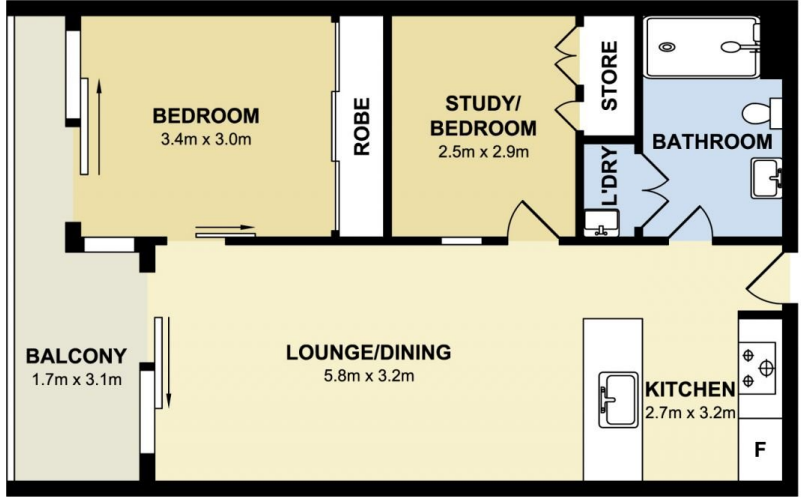 BEDROOM
3.4m x 3.0m
ROBE
STUDY/
BEDROOM
2.5m x 2.9m
STORE
L'DRY
BATHROOM
BALCONY
1.7m x 3.1m
LOUNGE/DINING
5.8m x 3.2m
KITCHEN
2.7m x 3.2m
F